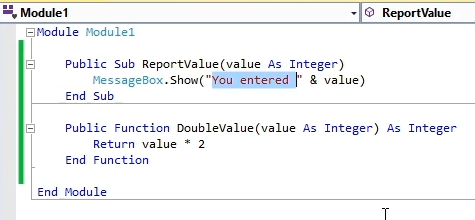 Module1
ReportValue
Module Module1
Public Sub ReportValue(value As Integer)
MessageBox.Show("You entered " & value)
End Sub
Public Function DoubleValue(value As Integer) As Integer
Return value * 2
End Function
End Module